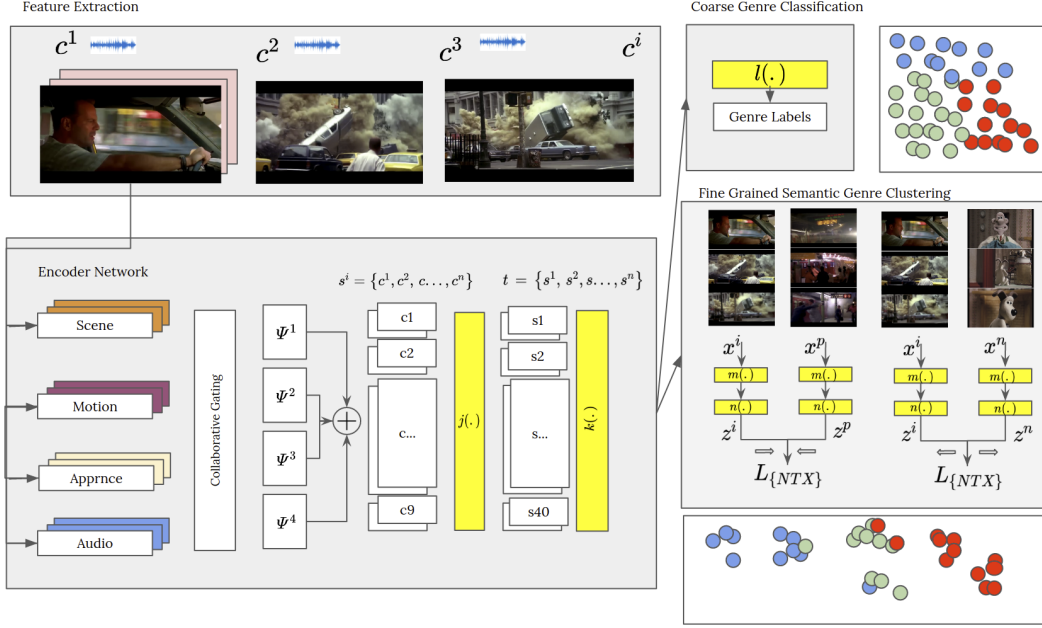 Feature Extraction
c^1
c^2
c^3
c^i
Coarse Genre Classification
l(.)
Genre Labels
Encoder Network
Scene
Motion
Apprnce
Audio
Collaborative Gating
Ψ^1
Ψ^2
Ψ^3
Ψ^4
s^i = {c^1, c^2, c..., c^n}
c1
c2
c...
c9
j(.)
t = {s^1, s^2, s..., s^n}
s1
s2
s...
s40
k(.)
Fine Grained Semantic Genre Clustering
x^i x^p x^i x^n
m(.) m(.) m(.) m(.)
n(.) n(.) n(.) n(.)
z^i z^p z^i z^n
L_{NTX} L_{NTX}